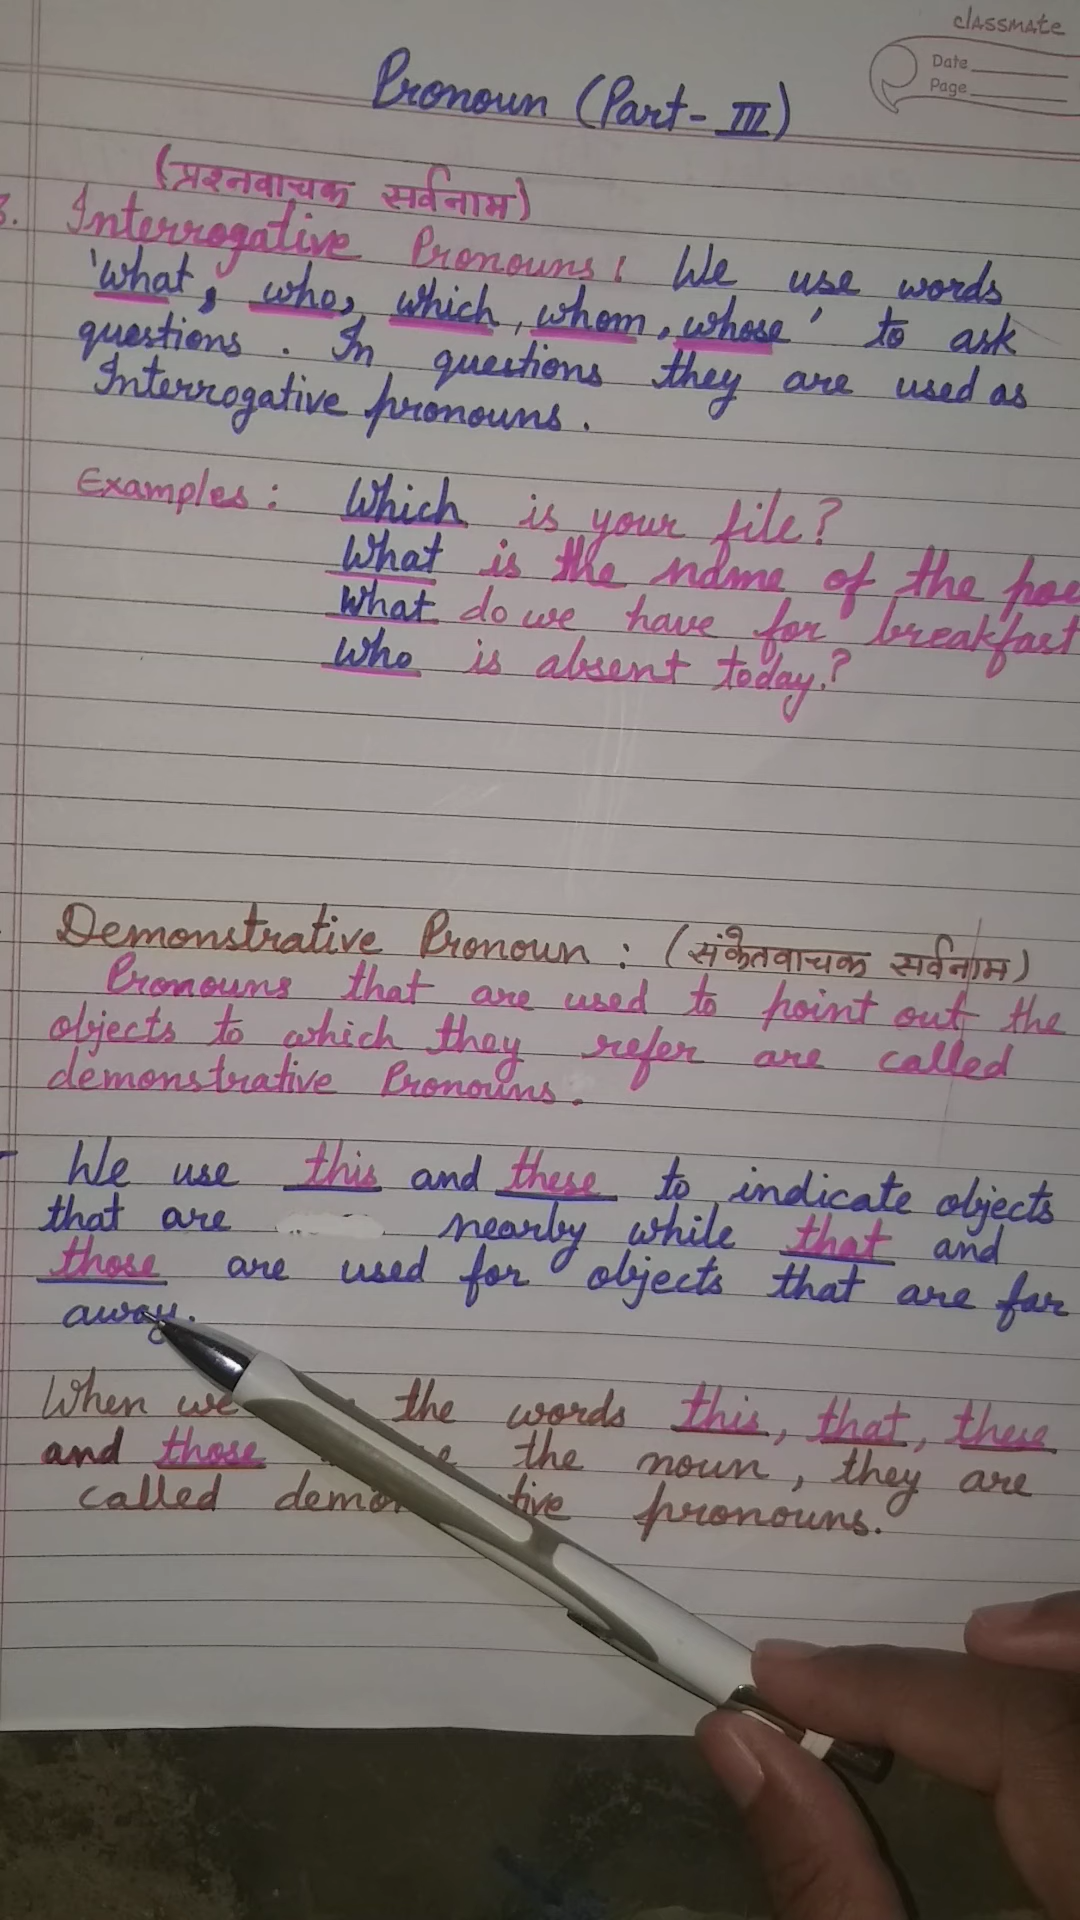 classmate
Date
Page
Pronoun (Part- III)
(प्रश्नवाचक सर्वनाम)
3. Interrogative Pronouns: We use words
'what, who, which, whom, whose' to ask
questions. In questions they are used as
Interrogative pronouns.
Examples: Which is your file?
What is the name of the
What do we have for breakfast
Who is absent today?
Demonstrative Pronoun: (संकेतवाचक सर्वनाम)
Pronouns that are used to point out the
objects to which they refer are called
demonstrative Pronouns.
- We use this and these to indicate objects
that are nearby while that and
those are used for objects that are far
away.
When we the words this, that, these
and those the noun, they are
called pronouns.